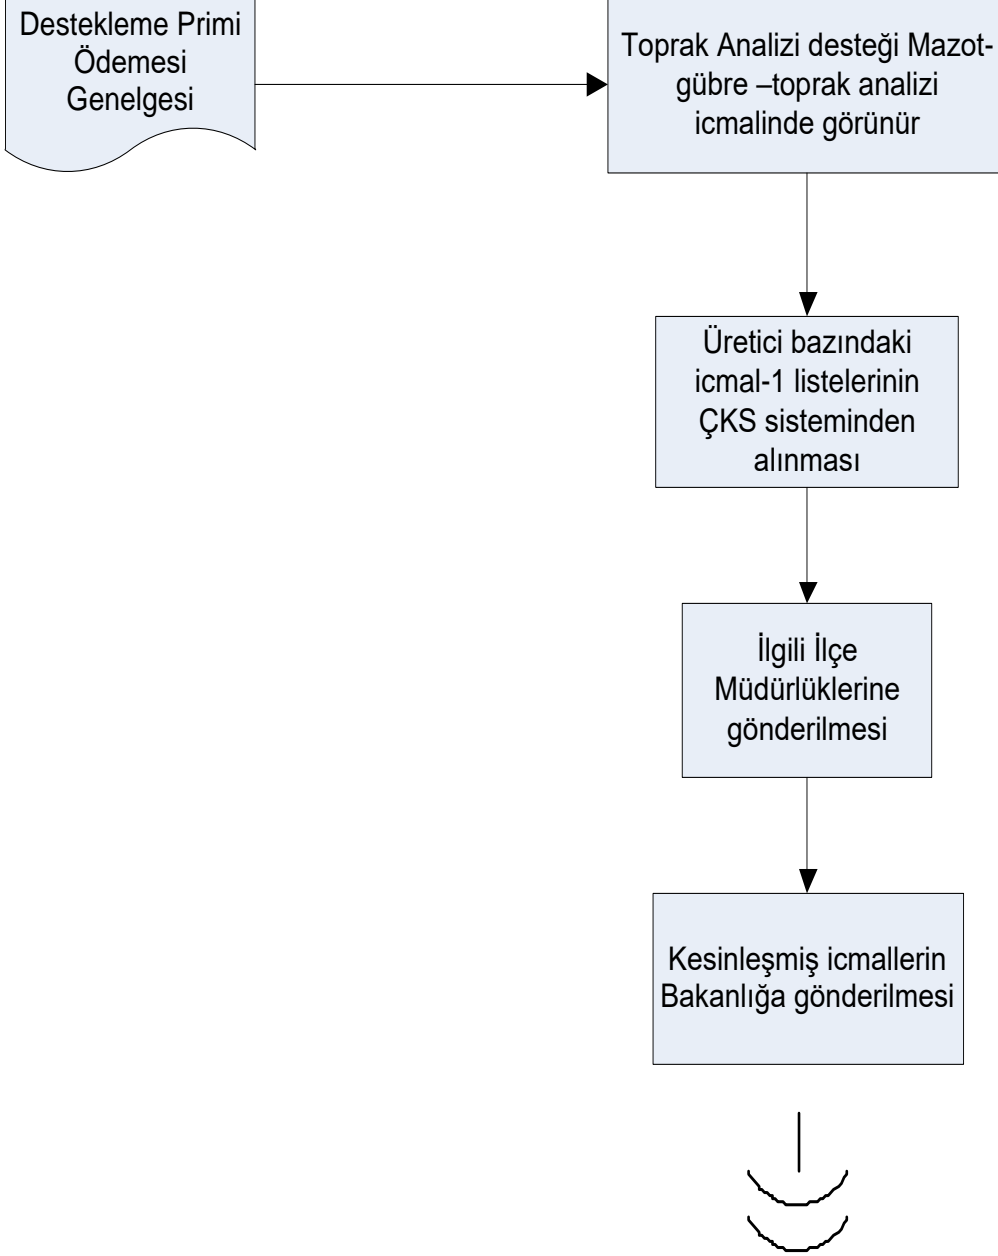 Destekleme Primi
Ödemesi
Genelgesi
Toprak Analizi desteği Mazot-
gübre –toprak analizi
icmalinde görünür
Üretici bazındaki
icmal-1 listelerinin
ÇKS sisteminden
alınması
İlgili İlçe
Müdürlüklerine
gönderilmesi
Kesinleşmiş icmallerin
Bakanlığa gönderilmesi